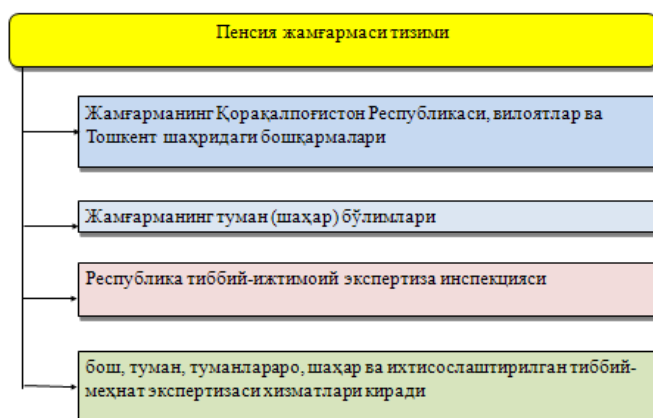 Пенсия жамғармаси тизими
Жамғарманинг Қорақалпоғистон Республикаси, вилоятлар ва
Тошкент шаҳридаги бошқармалари
Жамғарманинг туман (шаҳар) бўлимлари
Республика тиббий-ижтимоий экспертиза инспекцияси
бош, туман, туманлараро, шаҳар ва ихтисослаштирилган тиббий-
меҳнат экспертизаси хизматлари киради